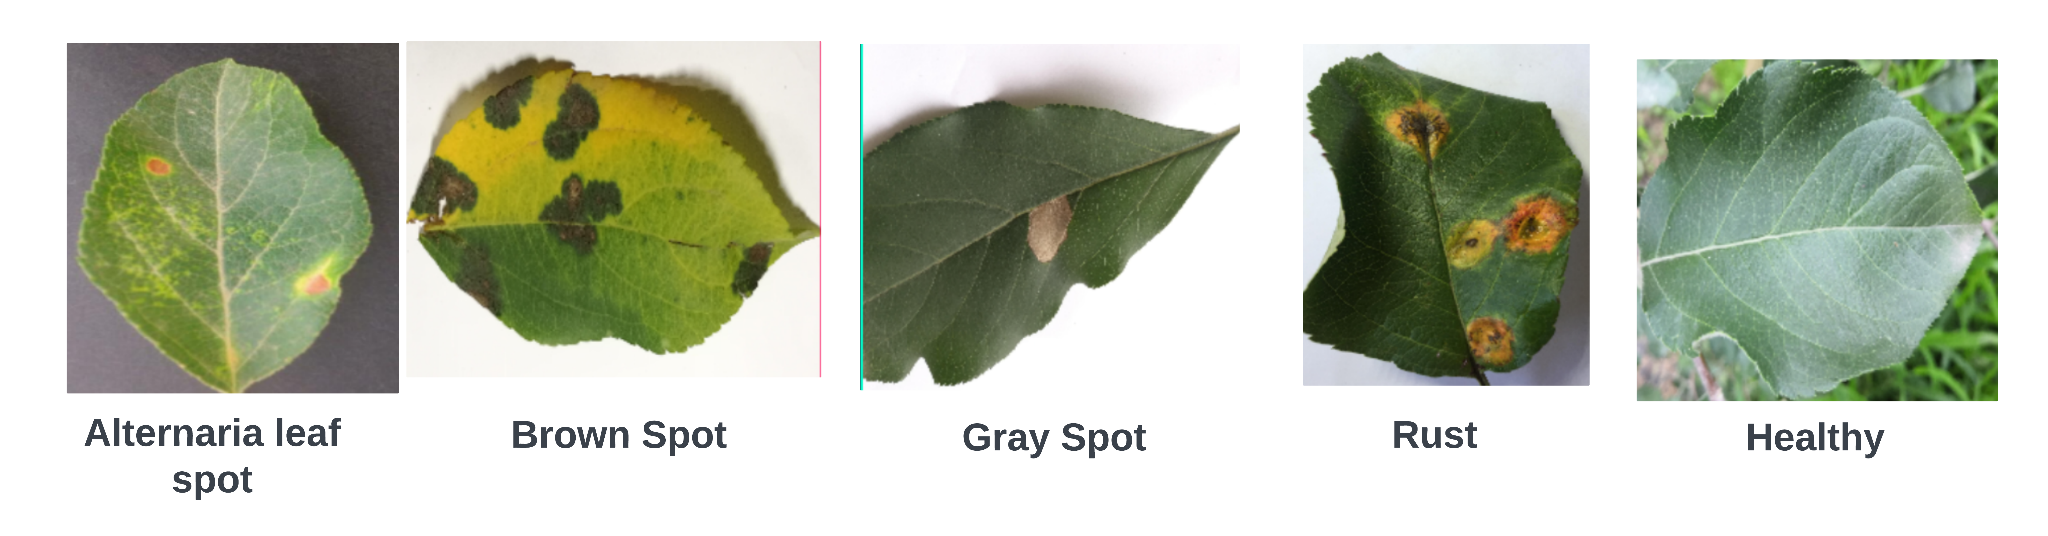 Alternaria leaf
spot
Brown Spot
Gray Spot
Rust
Healthy